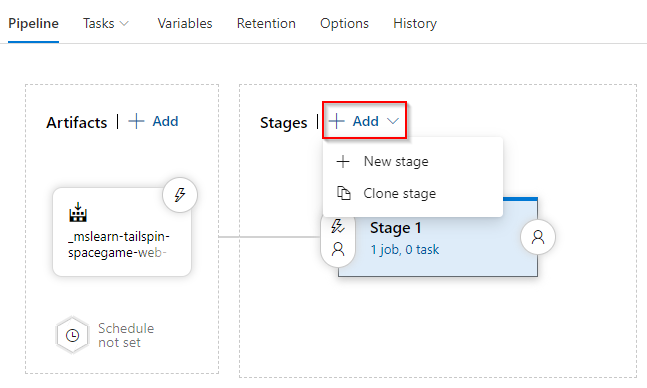 Pipeline Tasks Variables Retention Options History
Artifacts | + Add
Stages | + Add
New stage
Clone stage
_mslearn-tailspin-
spacegame-web-
Stage 1
1 job, 0 task
Schedule
not set